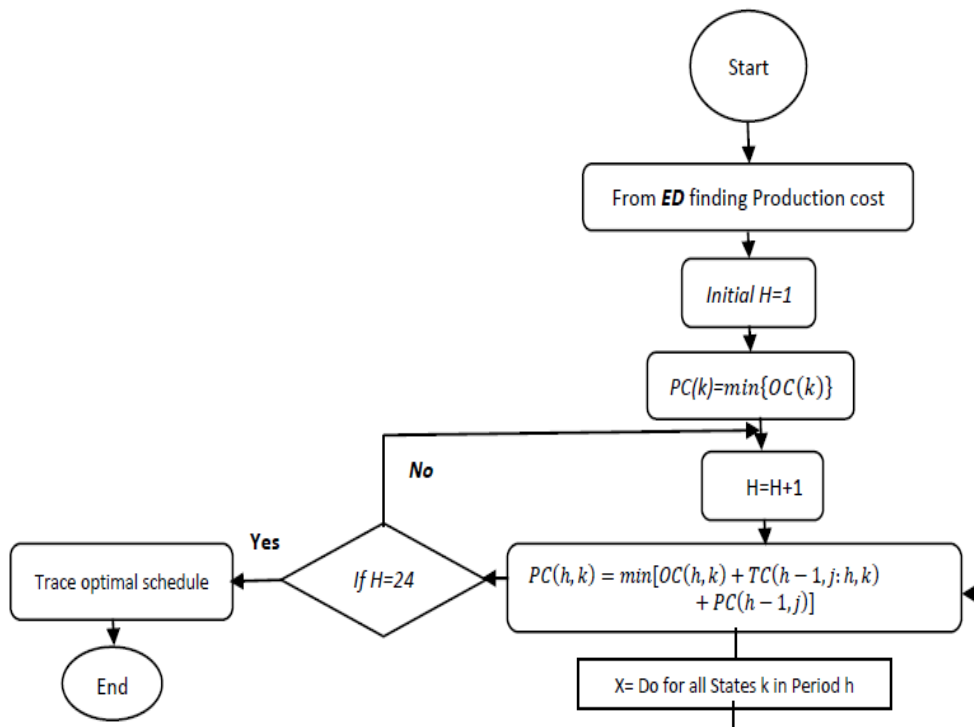 Start
From ED finding Production cost
Initial H=1
PC(k)=min{OC(k)}
No
H=H+1
Yes
Trace optimal schedule
If H=24
PC(h, k) = min[OC(h, k) + TC(h − 1, j: h, k)
+ PC(h − 1, j)]
End
X= Do for all States k in Period h